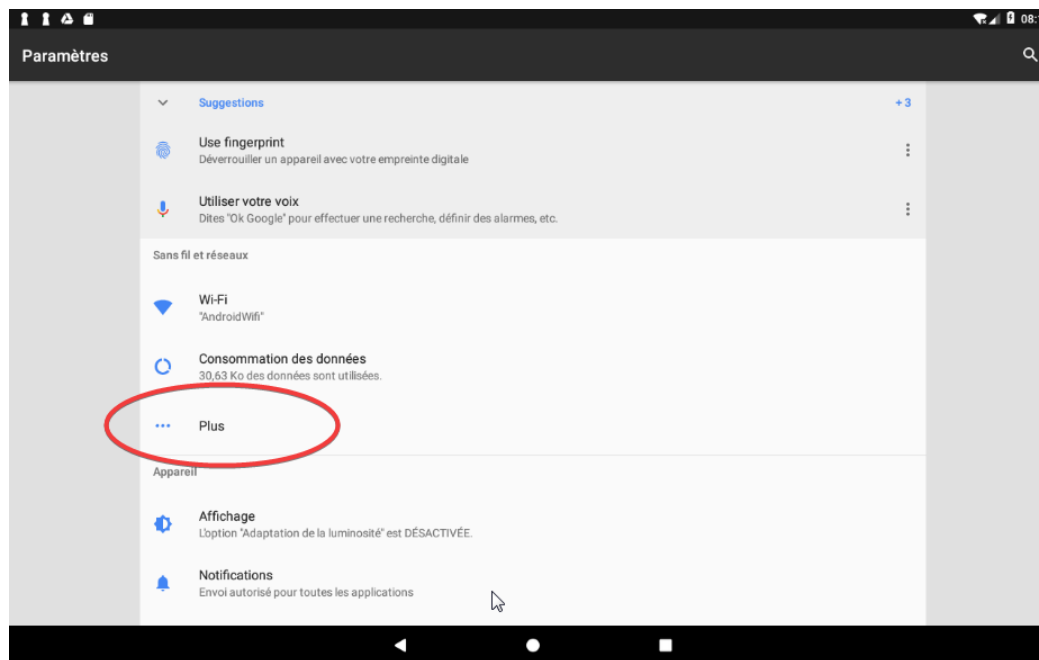 08:
Paramètres
Suggestions
+3
Use fingerprint
Déverrouiller un appareil avec votre empreinte digitale
Utiliser votre voix
Dites "Ok Google" pour effectuer une recherche, définir des alarmes, etc.
Sans fil et réseaux
Wi-Fi
"AndroidWifi"
Consommation des données
30,63 Ko des données sont utilisées.
Plus
Appareil
Affichage
L'option "Adaptation de la luminosité" est DÉSACTIVÉE.
Notifications
Envoi autorisé pour toutes les applications